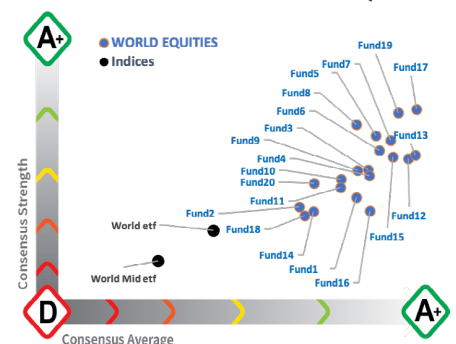 A+
WORLD EQUITIES
Indices
Fund19
Fund7
Fund17
Fund5
Fund8
Fund6
Fund3
Fund13
Fund9
Fund4
Fund10
Fund20
Fund11
Fund2
World etf
Fund18
Fund12
Fund15
Fund14
Fund1
World Mid etf
Fund16
Consensus Strength
D
A+
Consensus Average